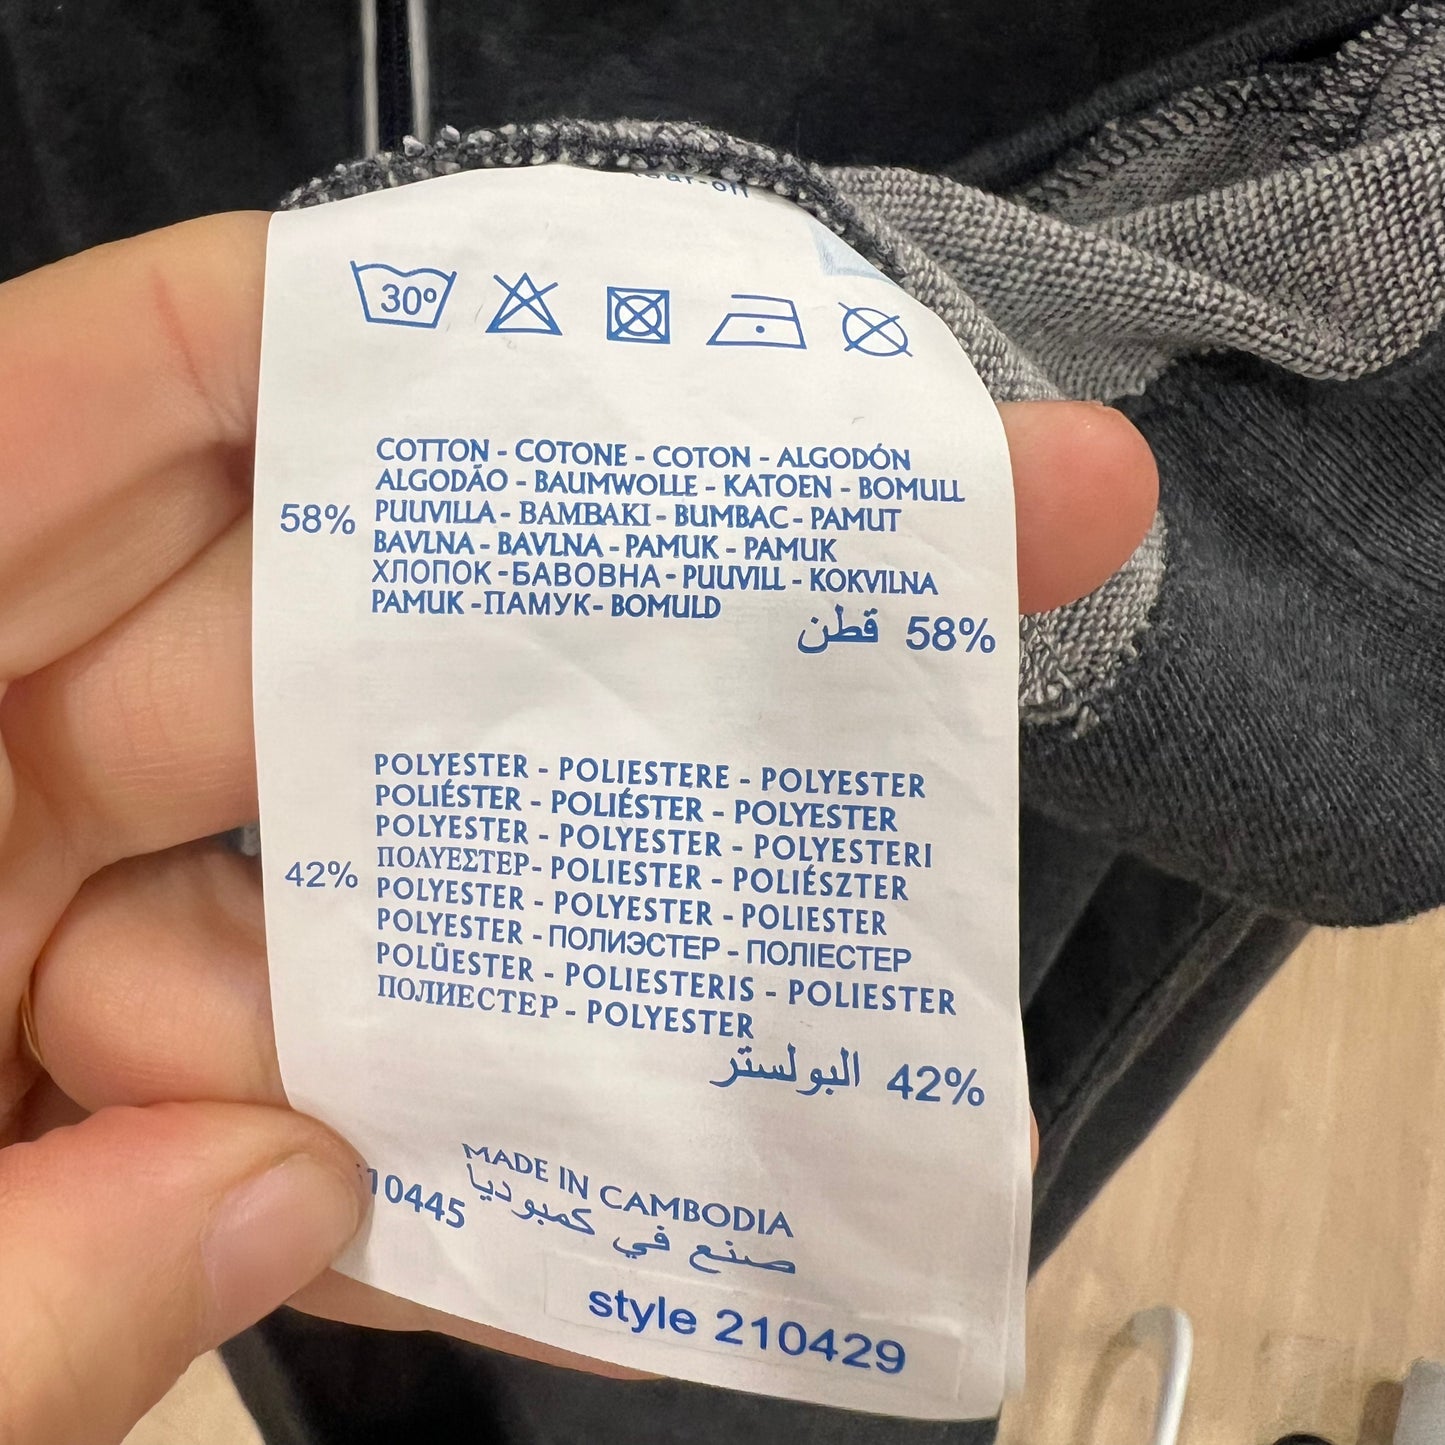 30°
COTTON - COTONE - COTON - ALGODÓN
ALGODÃO - BAUMWOLLE - KATOEN - BOMULL
58% PUUVILLA - BAMBAKI - BUMBAC - PAMUT
BAVLNA - BAVLNA - PAMUK - PAMUK
ХЛОПОК - БАВОВНА - PUUVILL - KOKVILNA
PAMUK - ПАМУК - BOMULD
58% قطن
POLYESTER - POLIESTERE - POLYESTER
POLIÉSTER - POLIÉSTER - POLYESTER
POLYESTER - POLYESTER - POLYESTERI
42% ΠΟΛΥΕΣΤΕΡ - POLIESTER - POLIÉSZTER
POLYESTER - POLYESTER - POLIESTER
POLYESTER - ПОЛИЭСТЕР - ПОЛІЕСТЕР
POLÜESTER - POLIESTERIS - POLIESTER
ПОЛИЕСТЕР - POLYESTER
42% البولستر
MADE IN CAMBODIA
صنع في كمبوديا
10445
style 210429